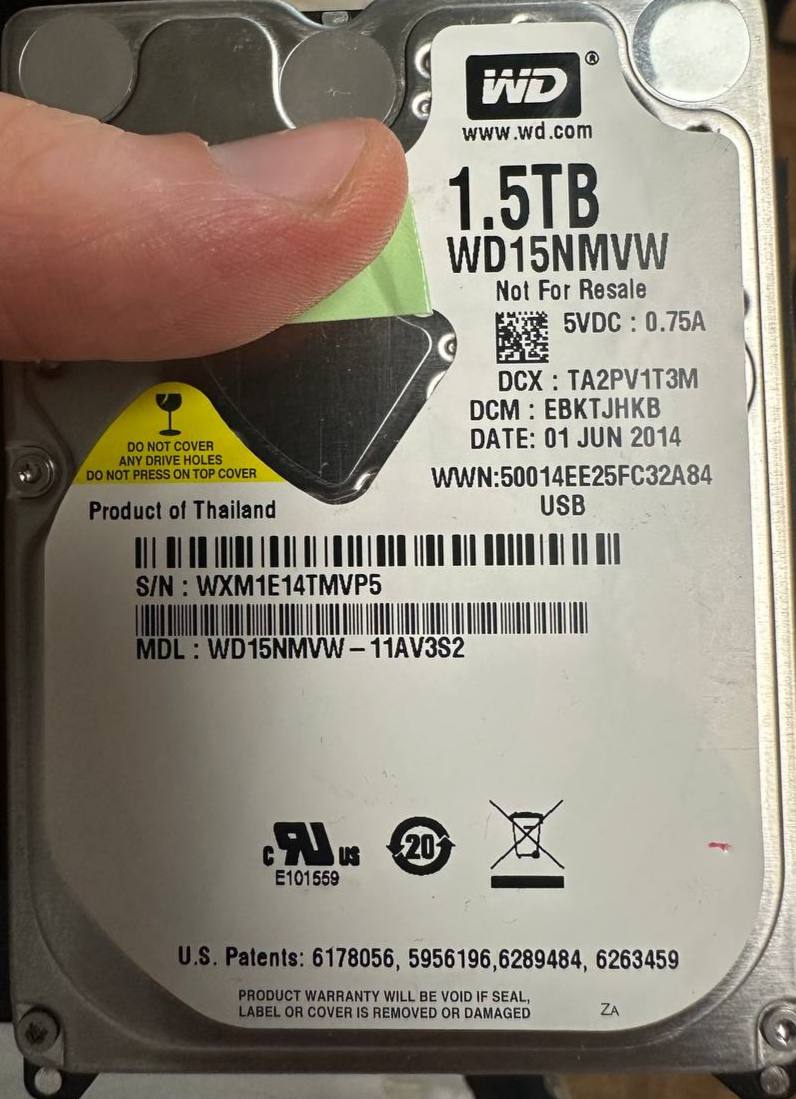 WD®
www.wd.com
1.5TB
WD15NMVW
Not For Resale
5VDC : 0.75A
DCX : TA2PV1T3M
DCM : EBKTJHKB
DATE: 01 JUN 2014
WWN:50014EE25FC32A84
USB
DO NOT COVER
ANY DRIVE HOLES
DO NOT PRESS ON TOP COVER
Product of Thailand
S/N : WXM1E14TMVP5
MDL : WD15NMVW – 11AV3S2
c RU us
E101559
20
U.S. Patents: 6178056, 5956196,6289484, 6263459
PRODUCT WARRANTY WILL BE VOID IF SEAL,
LABEL OR COVER IS REMOVED OR DAMAGED
ZA